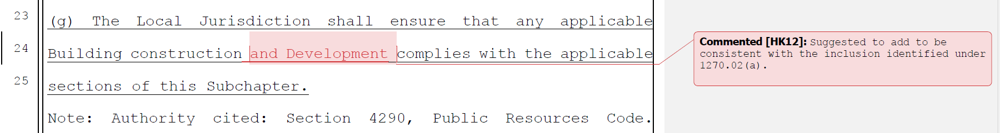 23 (g) The Local Jurisdiction shall ensure that any applicable
24 Building construction and Development complies with the applicable
25 sections of this Subchapter.
Note: Authority cited: Section 4290, Public Resources Code.
Commented [HK12]: Suggested to add to be
consistent with the inclusion identified under
1270.02(a).